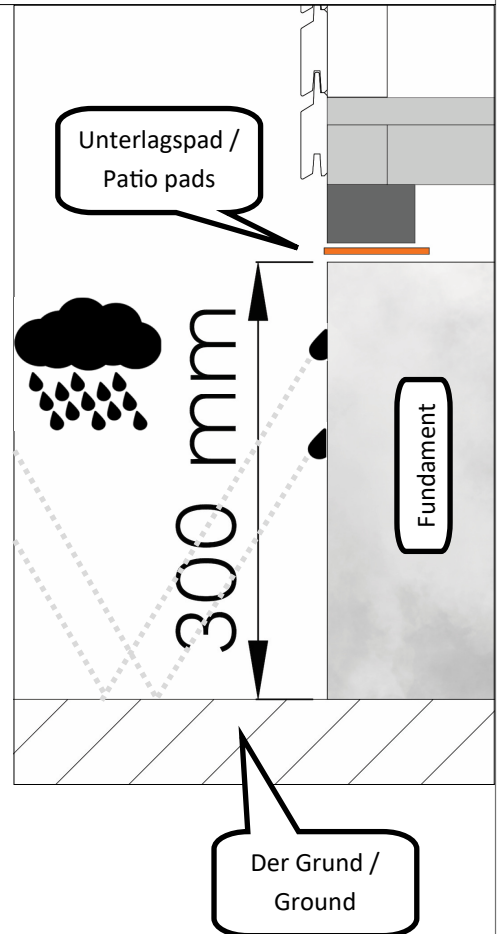 Unterlagspad /
Patio pads
300 mm
Fundament
Der Grund /
Ground